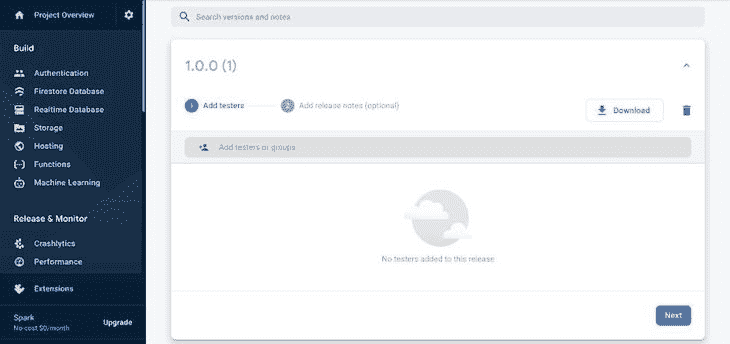 Project Overview
Build
Authentication
Firestore Database
Realtime Database
Storage
Hosting
Functions
Machine Learning
Release & Monitor
Crashlytics
Performance
Extensions
Spark
No-cost $0/month
Upgrade
Search versions and notes
1.0.0 (1)
Add testers
2
Add release notes (optional)
Download
Add testers or groups
No testers added to this release
Next